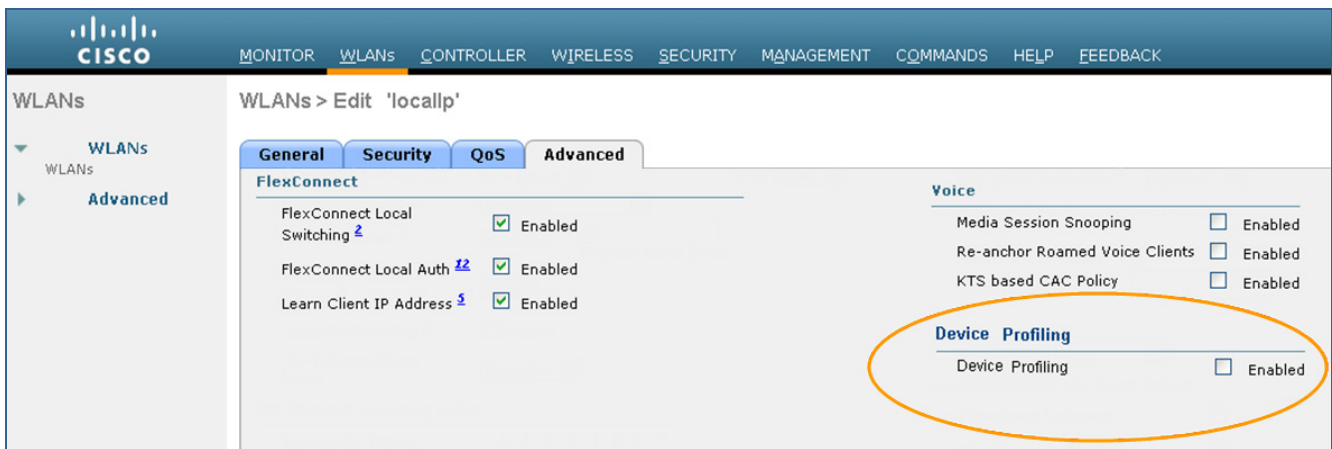 CISCO
MONITOR WLANs CONTROLLER WIRELESS SECURITY MANAGEMENT COMMANDS HELP FEEDBACK
WLANs
WLANs > Edit 'locallp'
WLANs
WLANs
Advanced
General Security QoS Advanced
FlexConnect
FlexConnect Local
Switching 2 Enabled
FlexConnect Local Auth 12 Enabled
Learn Client IP Address 5 Enabled
Voice
Media Session Snooping Enabled
Re-anchor Roamed Voice Clients Enabled
KTS based CAC Policy Enabled
Device Profiling
Device Profiling Enabled